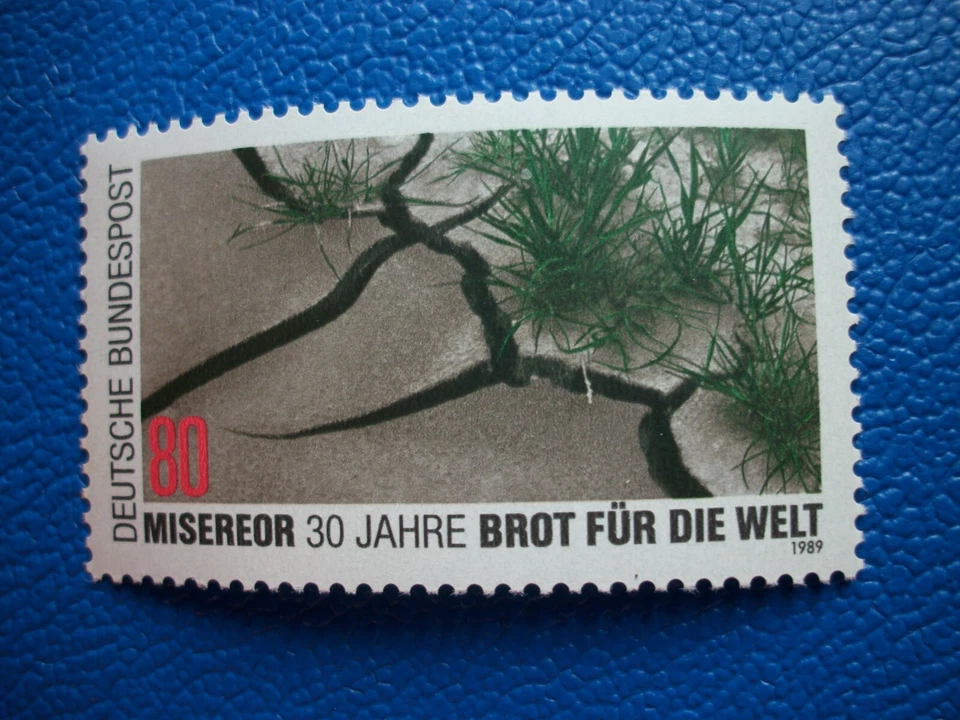 DEUTSCHE BUNDESPOST
80
MISEREOR 30 JAHRE BROT FÜR DIE WELT
1989